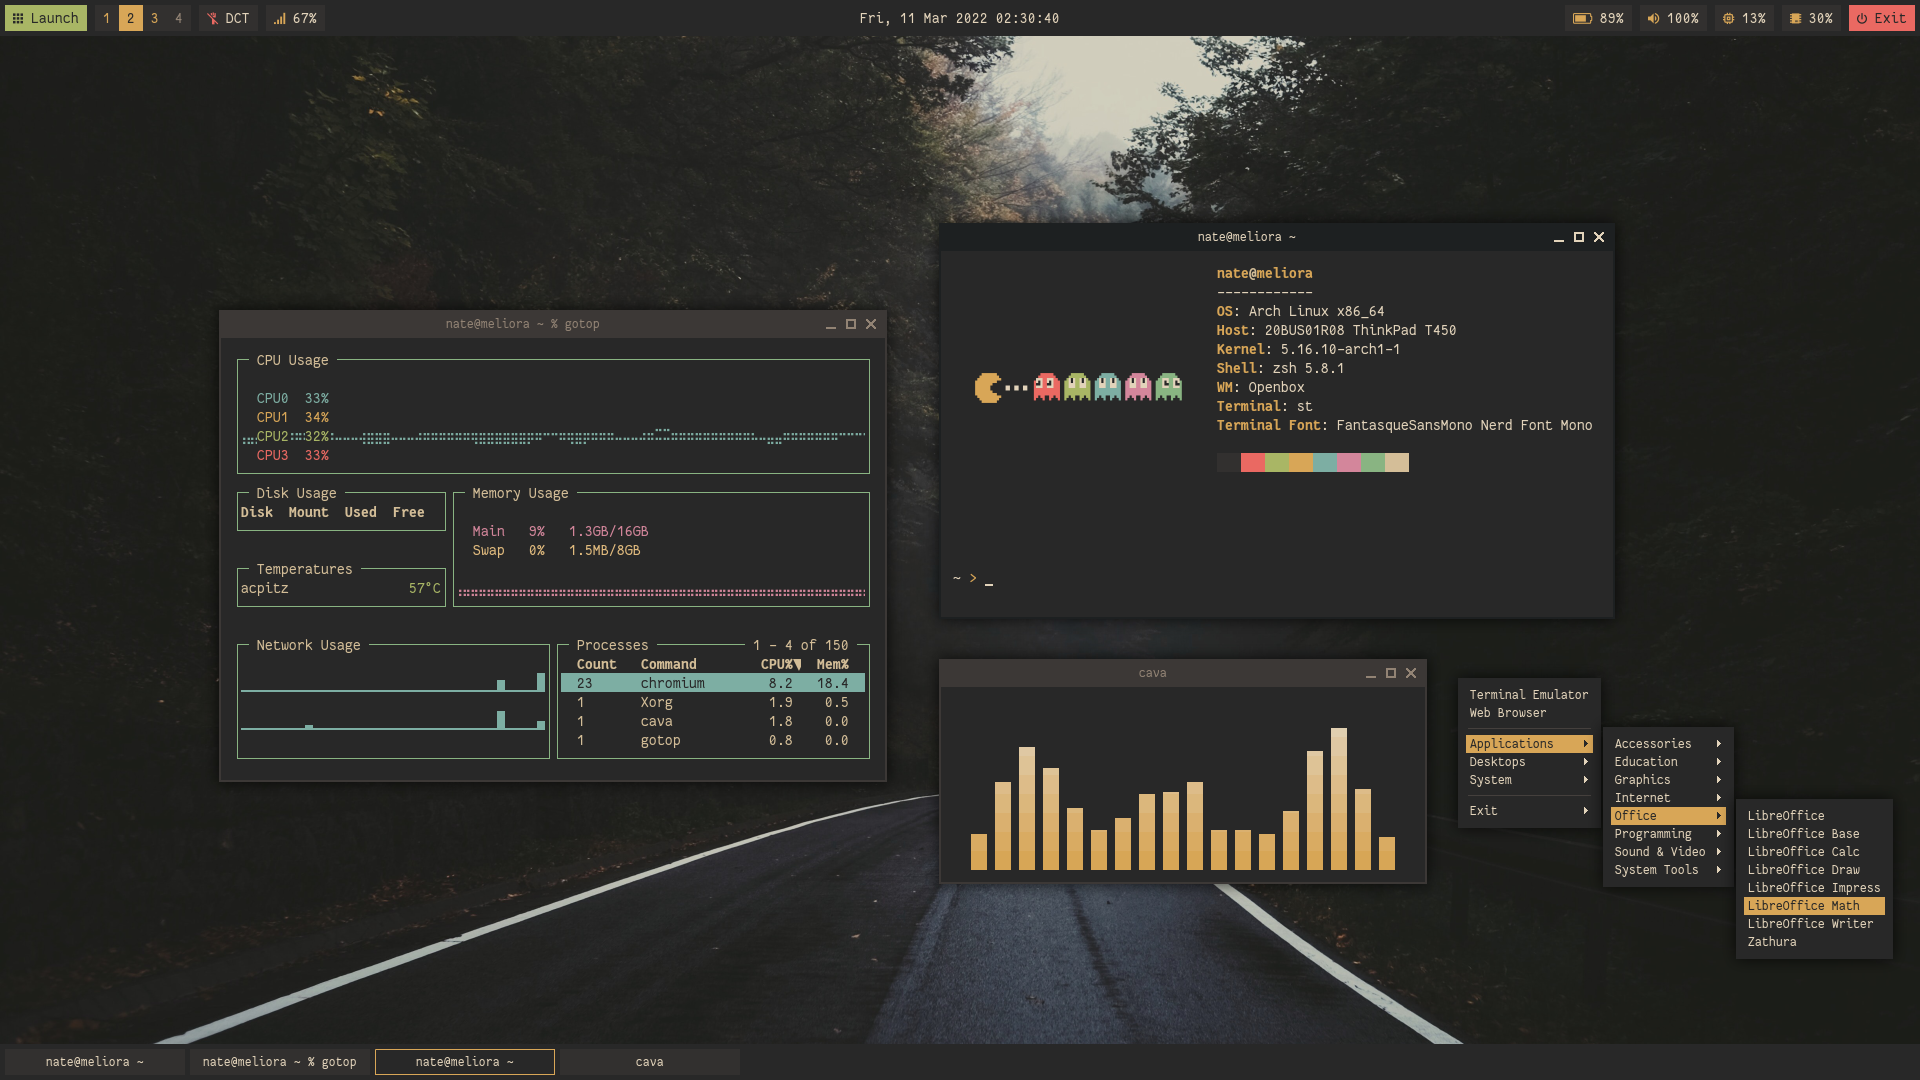 Launch 1 2 3 4 DCT 67% Fri, 11 Mar 2022 02:30:40 89% 100% 13% 30% Exit
nate@meliora ~ % gotop
CPU Usage
CPU0 33%
CPU1 34%
CPU2 32%
CPU3 33%
Disk Usage
Disk Mount Used Free
Memory Usage
Main 9% 1.3GB/16GB
Swap 0% 1.5MB/8GB
Temperatures
acpitz 57°C
Network Usage
Processes 1 - 4 of 150
Count Command CPU%▼ Mem%
23 chromium 8.2 18.4
1 Xorg 1.9 0.5
1 cava 1.8 0.0
1 gotop 0.8 0.0
nate@meliora ~
nate@meliora
------------
OS: Arch Linux x86_64
Host: 20BUS01R08 ThinkPad T450
Kernel: 5.16.10-arch1-1
Shell: zsh 5.8.1
WM: Openbox
Terminal: st
Terminal Font: FantasqueSansMono Nerd Font Mono
~ > _
cava
Terminal Emulator
Web Browser
Applications
Desktops
System
Exit
Accessories
Education
Graphics
Internet
Office
Programming
Sound & Video
System Tools
LibreOffice
LibreOffice Base
LibreOffice Calc
LibreOffice Draw
LibreOffice Impress
LibreOffice Math
LibreOffice Writer
Zathura
nate@meliora ~ nate@meliora ~ % gotop nate@meliora ~ cava